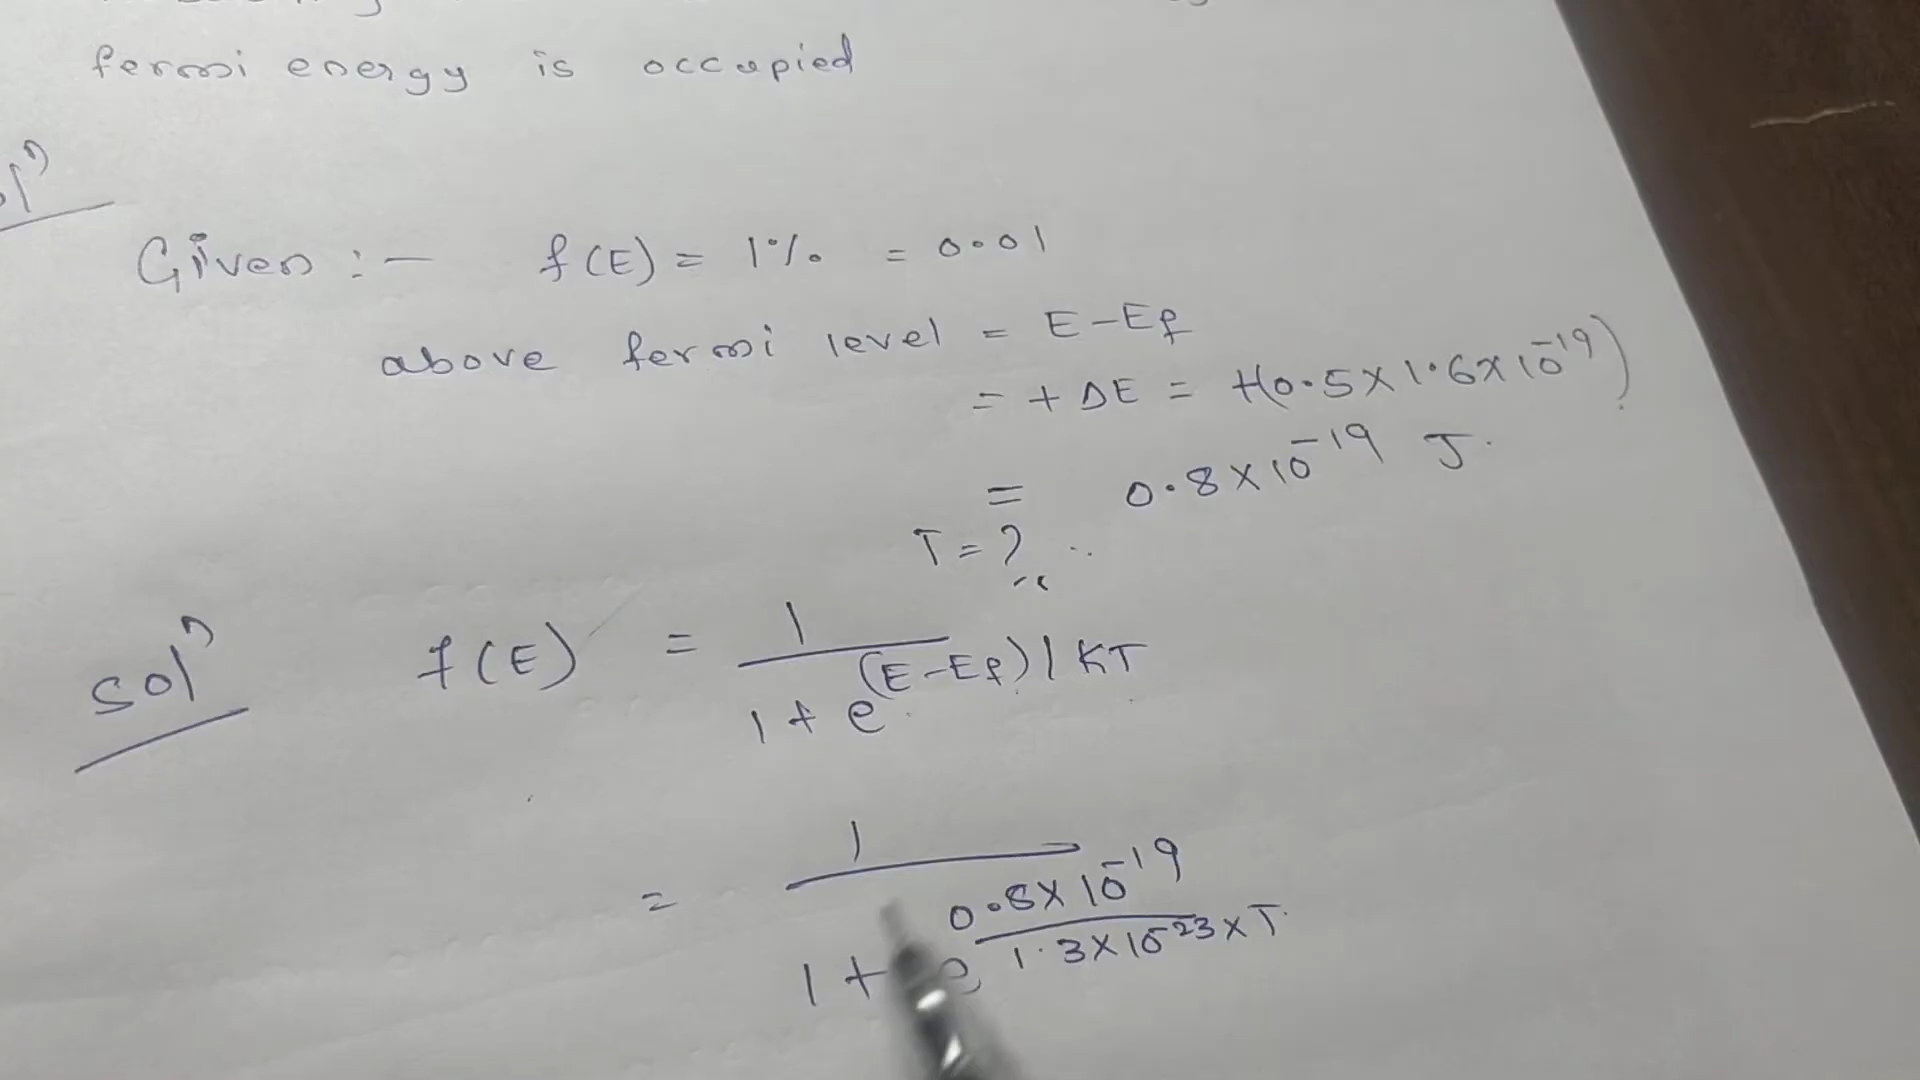 fermi energy is occupied
Given :- f(E) = 1% = 0.01
above fermi level = E-Ef
= +ΔE = +(0.5×1.6×10⁻¹⁹)
= 0.8×10⁻¹⁹ J.
T = ?
Solⁿ f(E) = 1 / 1+e^(E-Ef)/KT
= 1 / 1+e^0.8×10⁻¹⁹ / 1.3×10⁻²³×T